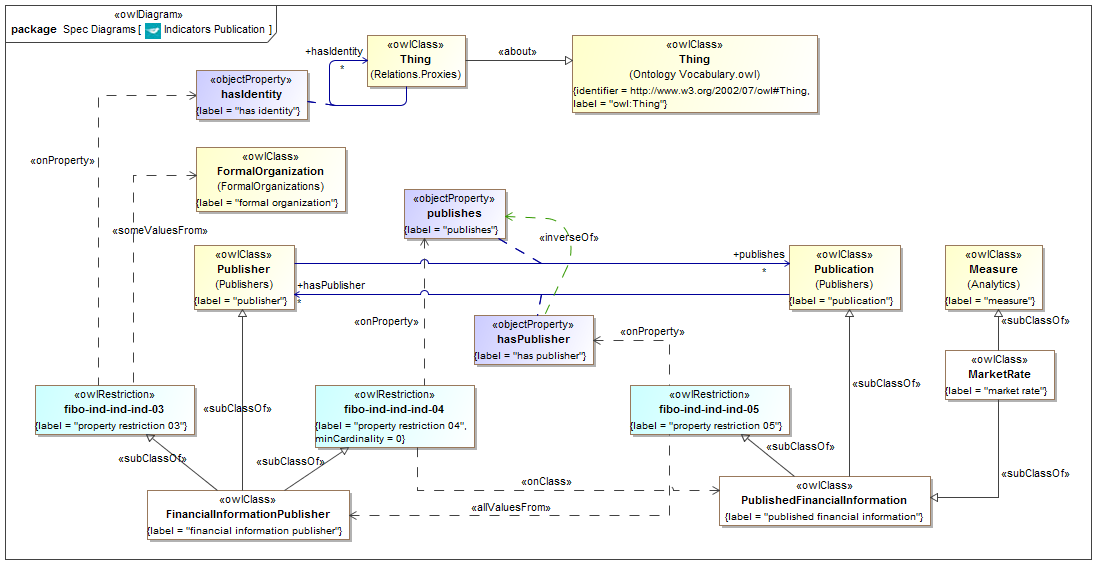 «owlDiagram»
package Spec Diagrams [ Indicators Publication ]
«owlClass»
Thing
(Relations.Proxies)
+hasIdentity
*
«about»
«owlClass»
Thing
(Ontology Vocabulary.owl)
{identifier = http://www.w3.org/2002/07/owl#Thing,
label = "owl:Thing"}
«objectProperty»
hasIdentity
{label = "has identity"}
«onProperty»
«owlClass»
FormalOrganization
(FormalOrganizations)
{label = "formal organization"}
«someValuesFrom»
«objectProperty»
publishes
{label = "publishes"}
«inverseOf»
«owlClass»
Publisher
(Publishers)
{label = "publisher"}
+publishes
*
+hasPublisher
*
«owlClass»
Publication
(Publishers)
{label = "publication"}
«owlClass»
Measure
(Analytics)
{label = "measure"}
«onProperty»
«objectProperty»
hasPublisher
{label = "has publisher"}
«onProperty»
«subClassOf»
«owlClass»
MarketRate
{label = "market rate"}
«owlRestriction»
fibo-ind-ind-ind-03
{label = "property restriction 03"}
«subClassOf»
«owlRestriction»
fibo-ind-ind-ind-04
{label = "property restriction 04",
minCardinality = 0}
«owlRestriction»
fibo-ind-ind-ind-05
{label = "property restriction 05"}
«subClassOf»
«subClassOf»
«subClassOf»
«subClassOf»
«subClassOf»
«onClass»
«allValuesFrom»
«owlClass»
FinancialInformationPublisher
{label = "financial information publisher"}
«owlClass»
PublishedFinancialInformation
{label = "published financial information"}